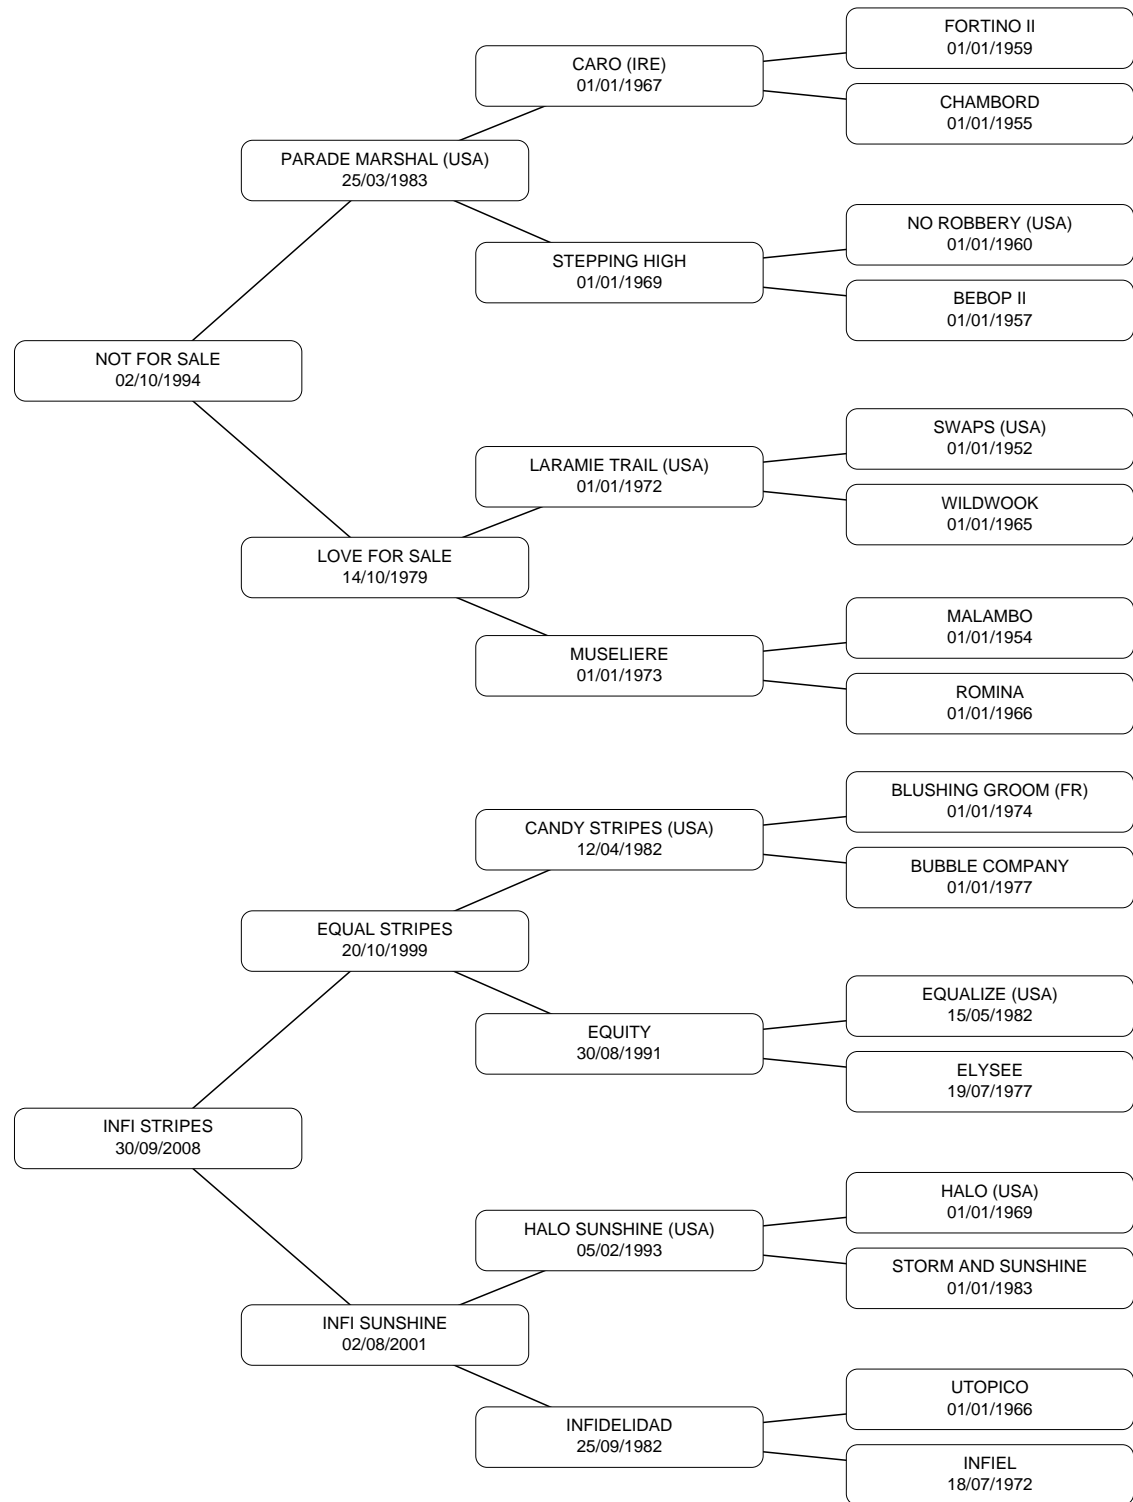 FORTINO II
01/01/1959
CARO (IRE)
01/01/1967
CHAMBORD
01/01/1955
PARADE MARSHAL (USA)
25/03/1983
NO ROBBERY (USA)
01/01/1960
STEPPING HIGH
01/01/1969
BEBOP II
01/01/1957
NOT FOR SALE
02/10/1994
SWAPS (USA)
01/01/1952
LARAMIE TRAIL (USA)
01/01/1972
WILDWOOK
01/01/1965
LOVE FOR SALE
14/10/1979
MALAMBO
01/01/1954
MUSELIERE
01/01/1973
ROMINA
01/01/1966
BLUSHING GROOM (FR)
01/01/1974
CANDY STRIPES (USA)
12/04/1982
BUBBLE COMPANY
01/01/1977
EQUAL STRIPES
20/10/1999
EQUALIZE (USA)
15/05/1982
EQUITY
30/08/1991
ELYSEE
19/07/1977
INFI STRIPES
30/09/2008
HALO (USA)
01/01/1969
HALO SUNSHINE (USA)
05/02/1993
STORM AND SUNSHINE
01/01/1983
INFI SUNSHINE
02/08/2001
UTOPICO
01/01/1966
INFIDELIDAD
25/09/1982
INFIEL
18/07/1972